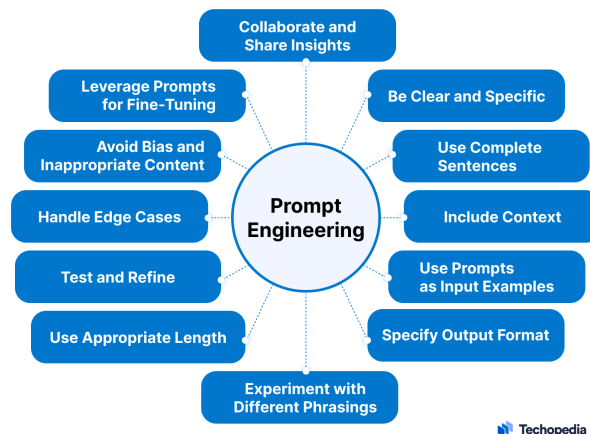 Collaborate and
Share Insights
Leverage Prompts
for Fine-Tuning
Be Clear and Specific
Avoid Bias and
Inappropriate Content
Use Complete
Sentences
Prompt
Engineering
Handle Edge Cases
Include Context
Test and Refine
Use Prompts
as Input Examples
Use Appropriate Length
Specify Output Format
Experiment with
Different Phrasings
Techopedia